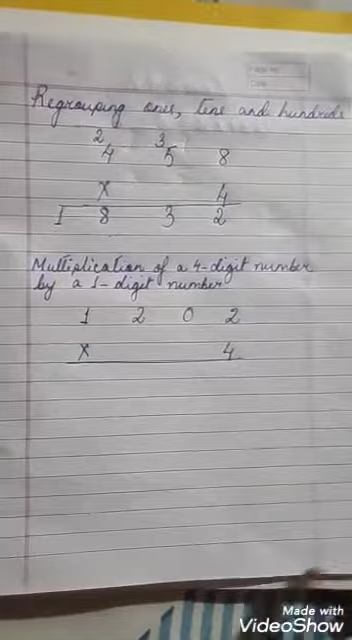 Regrouping ones, tens and hundreds
2 3
4 5 8
x 4
1 8 3 2
Multiplication of a 4-digit number
by a 1-digit number
1 2 0 2
x 4
Made with
VideoShow